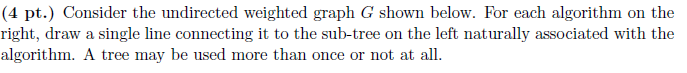 (4 pt.) Consider the undirected weighted graph G shown below. For each algorithm on the
right, draw a single line connecting it to the sub-tree on the left naturally associated with the
algorithm. A tree may be used more than once or not at all.